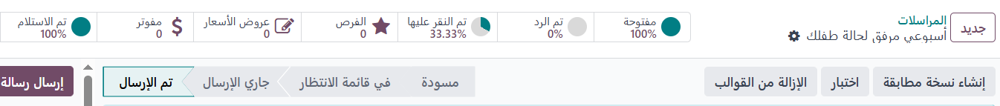 جديد
المراسلات
أسبوعي مرفق لحالة طفلك
مفتوحة
100%
تم الرد
0%
تم النقر عليها
33.33%
الفرص
0
عروض الأسعار
0
مفوتر
0
تم الاستلام
100%
إنشاء نسخة مطابقة
اختبار
الإزالة من القوالب
مسودة
في قائمة الانتظار
جاري الإرسال
تم الإرسال
إرسال رسالة